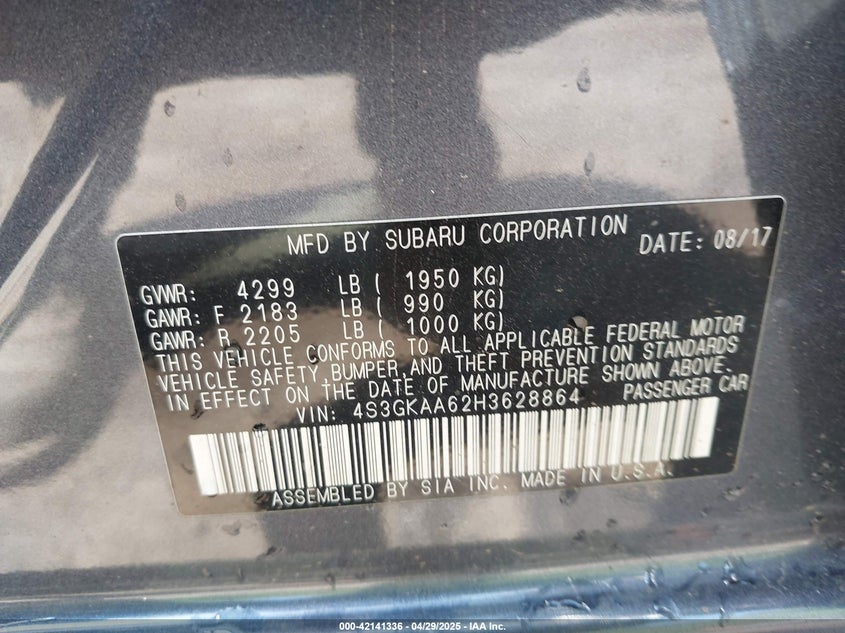 MFD BY SUBARU CORPORATION DATE: 08/17
GVWR: 4299 LB ( 1950 KG)
GAWR: F 2183 LB ( 990 KG)
GAWR: R 2205 LB ( 1000 KG)
THIS VEHICLE CONFORMS TO ALL APPLICABLE FEDERAL MOTOR
VEHICLE SAFETY, BUMPER, AND THEFT PREVENTION STANDARDS
IN EFFECT ON THE DATE OF MANUFACTURE SHOWN ABOVE.
VIN: 4S3GKAA62H3628864 PASSENGER CAR
ASSEMBLED BY SIA INC. MADE IN U.S.A.
000-42141336 - 04/29/2025 - IAA Inc.